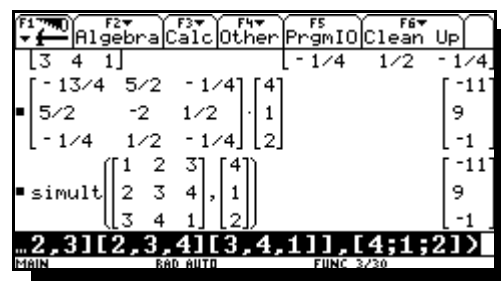 F1▼ F2▼ F3▼ F4▼ F5 F6▼
Algebra Calc Other PrgmIO Clean Up
[3 4 1] [-1/4 1/2 -1/4]
[-13/4 5/2 -1/4] [4] [-11]
▪ [5/2 -2 1/2] · [1] [9]
[-1/4 1/2 -1/4] [2] [-1]
([1 2 3] [4]) [-11]
▪ simult([2 3 4], [1]) [9]
([3 4 1] [2]) [-1]
…2,3][2,3,4][3,4,1]],[4;1;2])
MAIN RAD AUTO FUNC 3/30